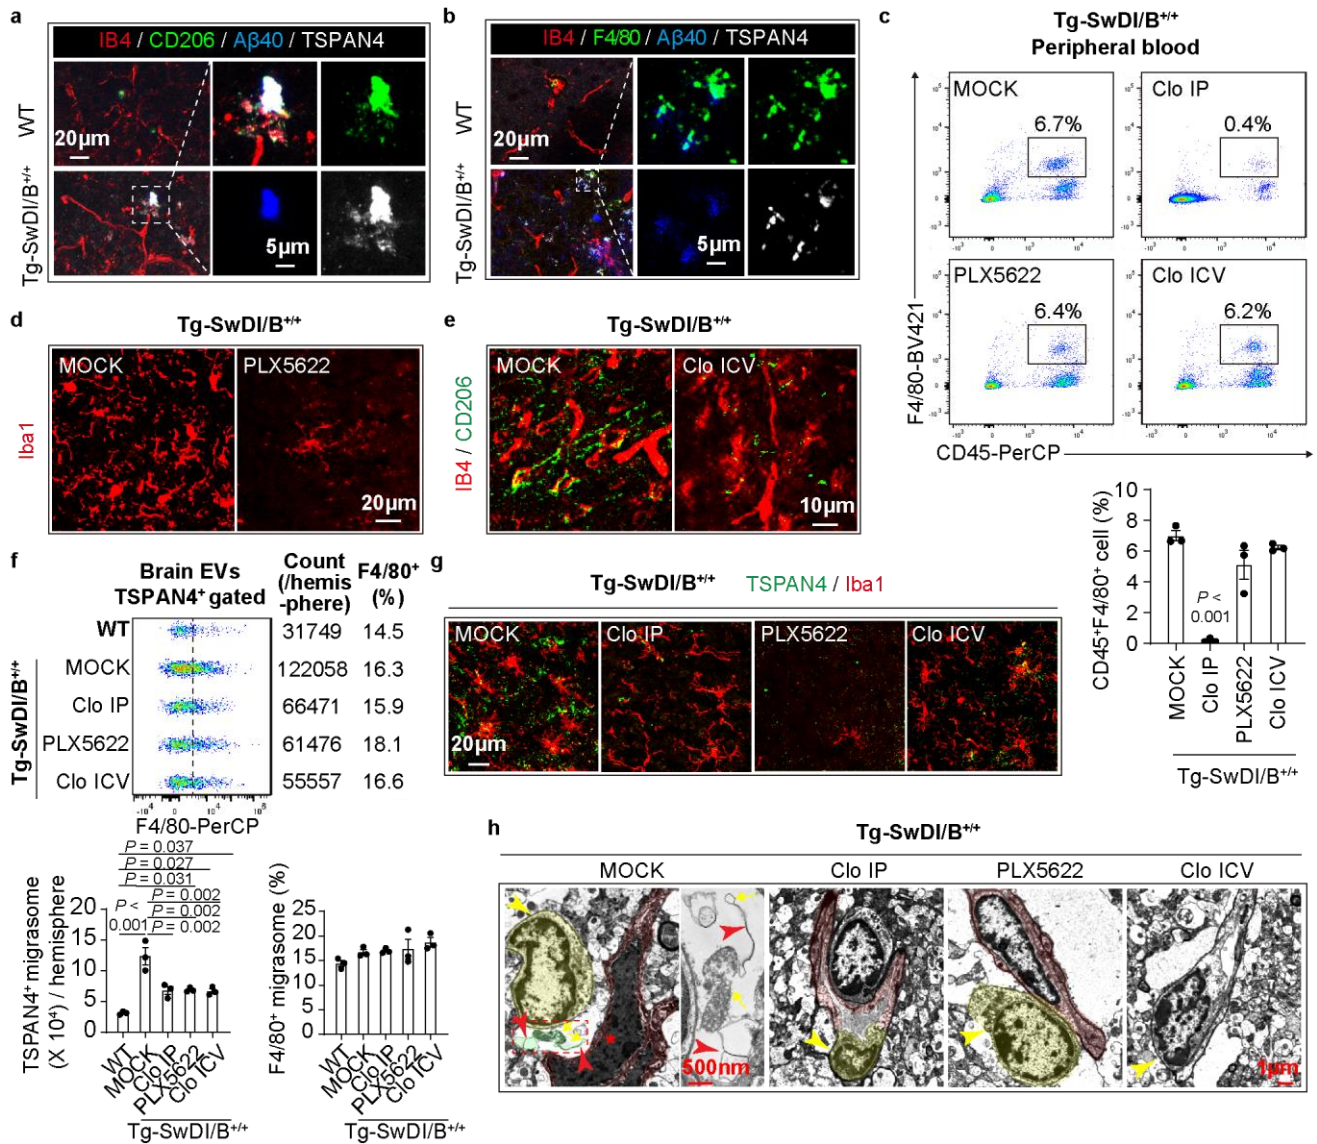 a
IB4 / CD206 / Aβ40 / TSPAN4
WT
Tg-SwDI/B+/+
20μm
5μm
b
IB4 / F4/80 / Aβ40 / TSPAN4
WT
Tg-SwDI/B+/+
20μm
5μm
c
Tg-SwDI/B+/+
Peripheral blood
MOCK
6.7%
Clo IP
0.4%
PLX5622
6.4%
Clo ICV
6.2%
F4/80-BV421
CD45-PerCP
CD45+F4/80+ cell (%)
10
8
6
4
2
0
P <
0.001
MOCK
Clo IP
PLX5622
Clo ICV
Tg-SwDI/B+/+
d
Tg-SwDI/B+/+
MOCK
PLX5622
Iba1
20μm
e
Tg-SwDI/B+/+
MOCK
Clo ICV
IB4 / CD206
10μm
f
Brain EVs
TSPAN4+ gated
Count
(/hemis
-phere)
F4/80+
(%)
WT 31749 14.5
MOCK 122058 16.3
Clo IP 66471 15.9
PLX5622 61476 18.1
Clo ICV 55557 16.6
Tg-SwDI/B+/+
F4/80-PerCP
P = 0.037
P = 0.027
P = 0.031
P = 0.002
P = 0.002
P = 0.002
P <
0.001
TSPAN4+ migrasome
(X 10⁴) / hemisphere
20
15
10
5
0
WT
MOCK
Clo IP
PLX5622
Clo ICV
Tg-SwDI/B+/+
F4/80+ migrasome (%)
25
20
15
10
5
0
WT
MOCK
Clo IP
PLX5622
Clo ICV
Tg-SwDI/B+/+
g
Tg-SwDI/B+/+ TSPAN4 / Iba1
MOCK
Clo IP
PLX5622
Clo ICV
20μm
h
Tg-SwDI/B+/+
MOCK
Clo IP
PLX5622
Clo ICV
500nm
1μm